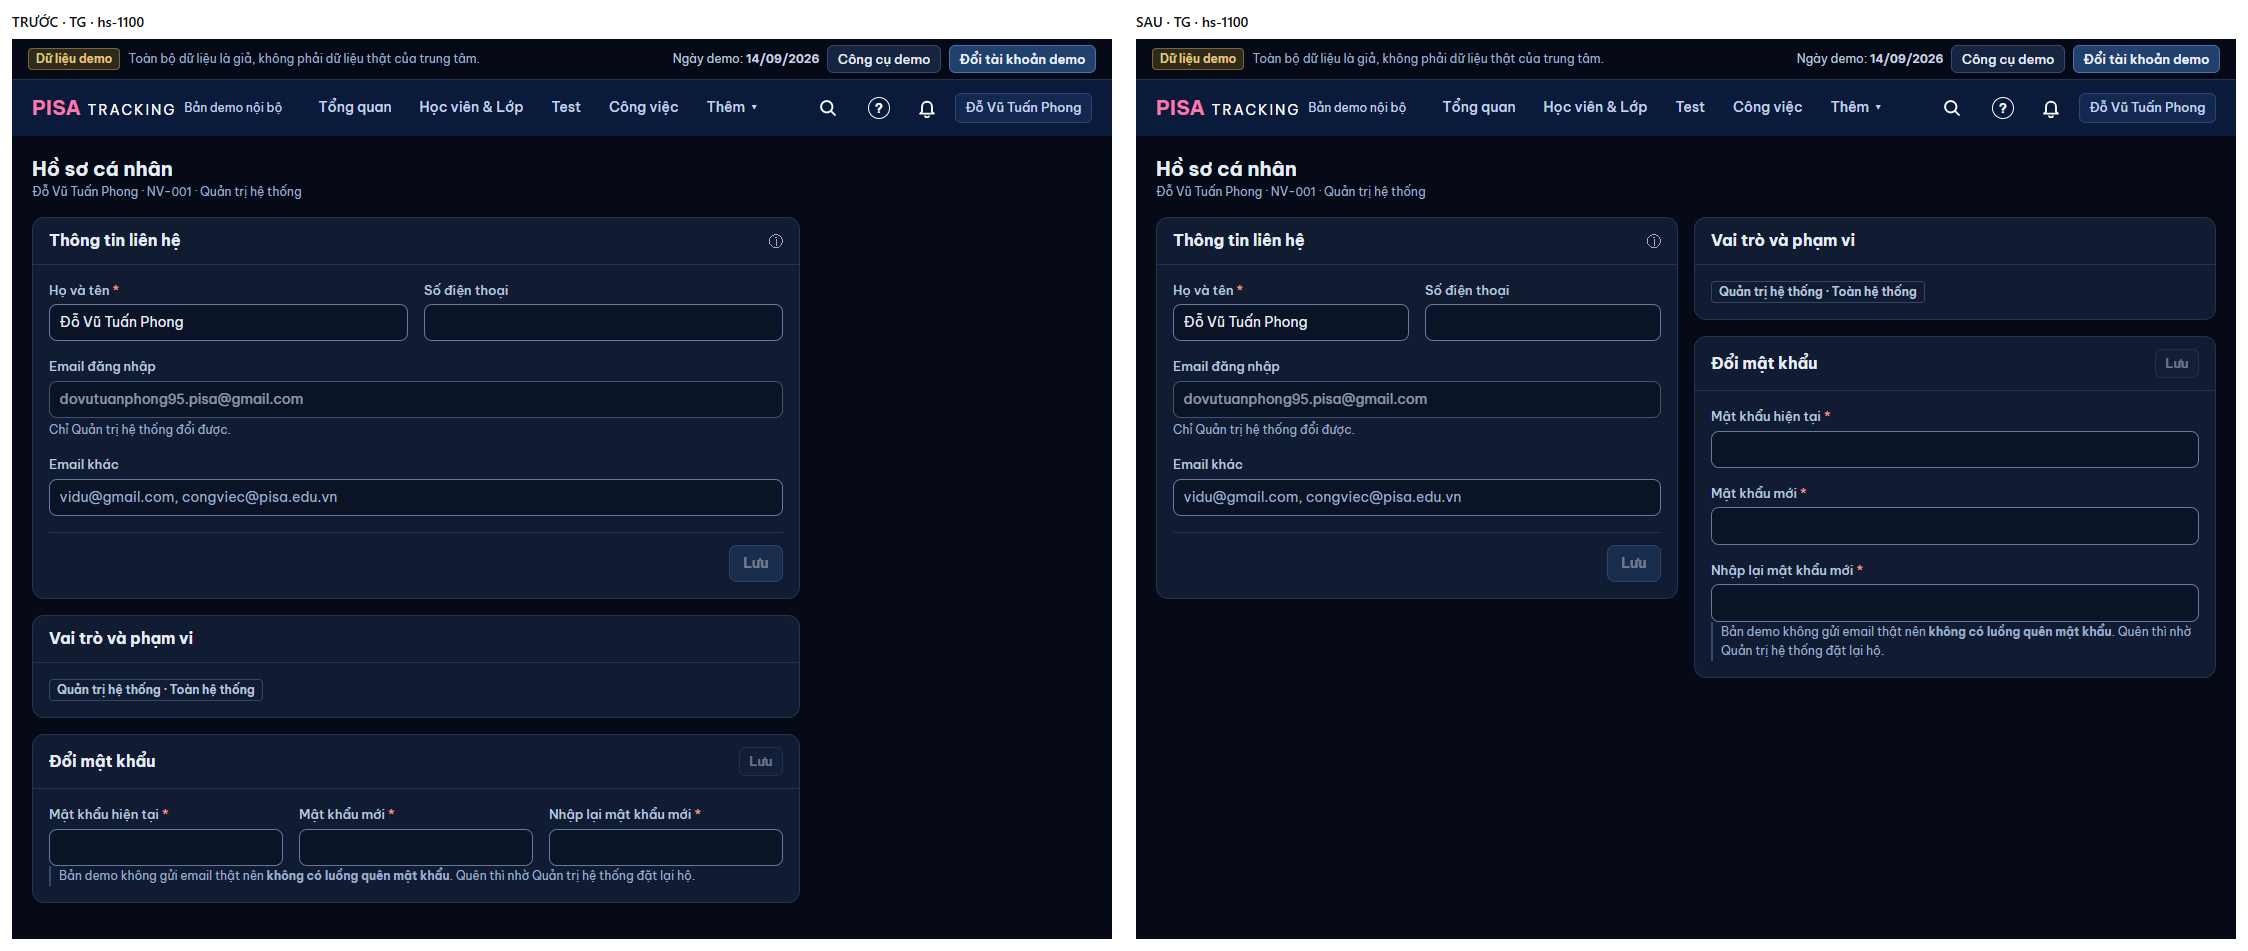 TRƯỚC · TG · hs-1100
Dữ liệu demo Toàn bộ dữ liệu là giả, không phải dữ liệu thật của trung tâm. Ngày demo: 14/09/2026 Công cụ demo Đổi tài khoản demo
PISA TRACKING Bản demo nội bộ Tổng quan Học viên & Lớp Test Công việc Thêm ▾ ? Đỗ Vũ Tuấn Phong
Hồ sơ cá nhân
Đỗ Vũ Tuấn Phong · NV-001 · Quản trị hệ thống
Thông tin liên hệ ⓘ
Họ và tên * Số điện thoại
Đỗ Vũ Tuấn Phong
Email đăng nhập
dovutuanphong95.pisa@gmail.com
Chỉ Quản trị hệ thống đổi được.
Email khác
vidu@gmail.com, congviec@pisa.edu.vn
Lưu
Vai trò và phạm vi
Quản trị hệ thống · Toàn hệ thống
Đổi mật khẩu Lưu
Mật khẩu hiện tại * Mật khẩu mới * Nhập lại mật khẩu mới *
Bản demo không gửi email thật nên không có luồng quên mật khẩu. Quên thì nhờ Quản trị hệ thống đặt lại hộ.
SAU · TG · hs-1100
Dữ liệu demo Toàn bộ dữ liệu là giả, không phải dữ liệu thật của trung tâm. Ngày demo: 14/09/2026 Công cụ demo Đổi tài khoản demo
PISA TRACKING Bản demo nội bộ Tổng quan Học viên & Lớp Test Công việc Thêm ▾ ? Đỗ Vũ Tuấn Phong
Hồ sơ cá nhân
Đỗ Vũ Tuấn Phong · NV-001 · Quản trị hệ thống
Thông tin liên hệ ⓘ
Họ và tên * Số điện thoại
Đỗ Vũ Tuấn Phong
Email đăng nhập
dovutuanphong95.pisa@gmail.com
Chỉ Quản trị hệ thống đổi được.
Email khác
vidu@gmail.com, congviec@pisa.edu.vn
Lưu
Vai trò và phạm vi
Quản trị hệ thống · Toàn hệ thống
Đổi mật khẩu Lưu
Mật khẩu hiện tại *
Mật khẩu mới *
Nhập lại mật khẩu mới *
Bản demo không gửi email thật nên không có luồng quên mật khẩu. Quên thì nhờ
Quản trị hệ thống đặt lại hộ.